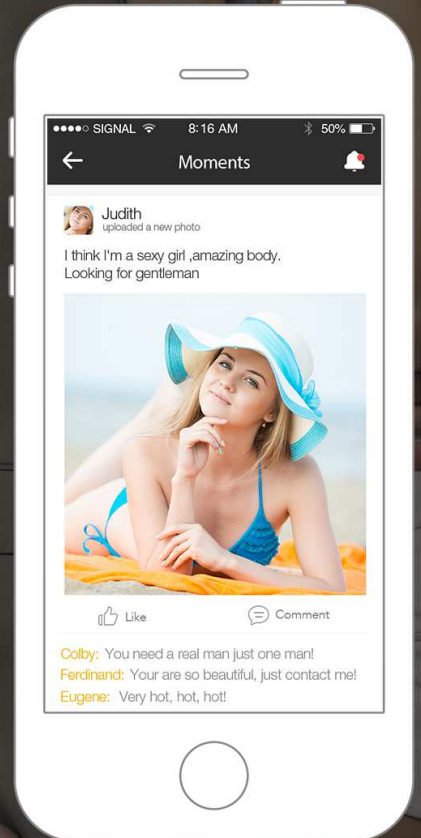 SIGNAL 8:16 AM 50%
Moments
Judith
uploaded a new photo
I think I'm a sexy girl ,amazing body.
Looking for gentleman
Like Comment
Colby: You need a real man just one man!
Ferdinand: Your are so beautiful, just contact me!
Eugene: Very hot, hot, hot!